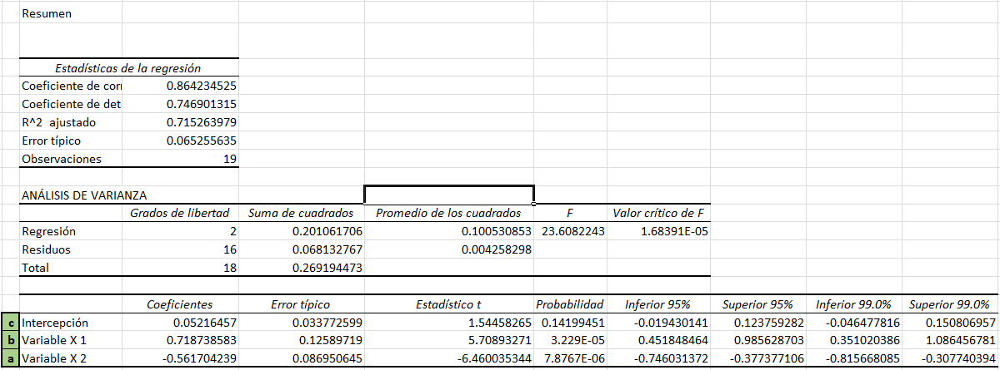 Resumen
Estadísticas de la regresión
Coeficiente de corr 0.864234525
Coeficiente de det 0.746901315
R^2 ajustado 0.715263979
Error típico 0.065255635
Observaciones 19
ANÁLISIS DE VARIANZA
Grados de libertad Suma de cuadrados Promedio de los cuadrados F Valor crítico de F
Regresión 2 0.201061706 0.100530853 23.6082243 1.68391E-05
Residuos 16 0.068132767 0.004258298
Total 18 0.269194473
Coeficientes Error típico Estadístico t Probabilidad Inferior 95% Superior 95% Inferior 99.0% Superior 99.0%
c Intercepción 0.05216457 0.033772599 1.54458265 0.14199451 -0.019430141 0.123759282 -0.046477816 0.150806957
b Variable X 1 0.718738583 0.12589719 5.70893271 3.229E-05 0.451848464 0.985628703 0.351020386 1.086456781
a Variable X 2 -0.561704239 0.086950645 -6.460035344 7.8767E-06 -0.746031372 -0.377377106 -0.815668085 -0.307740394